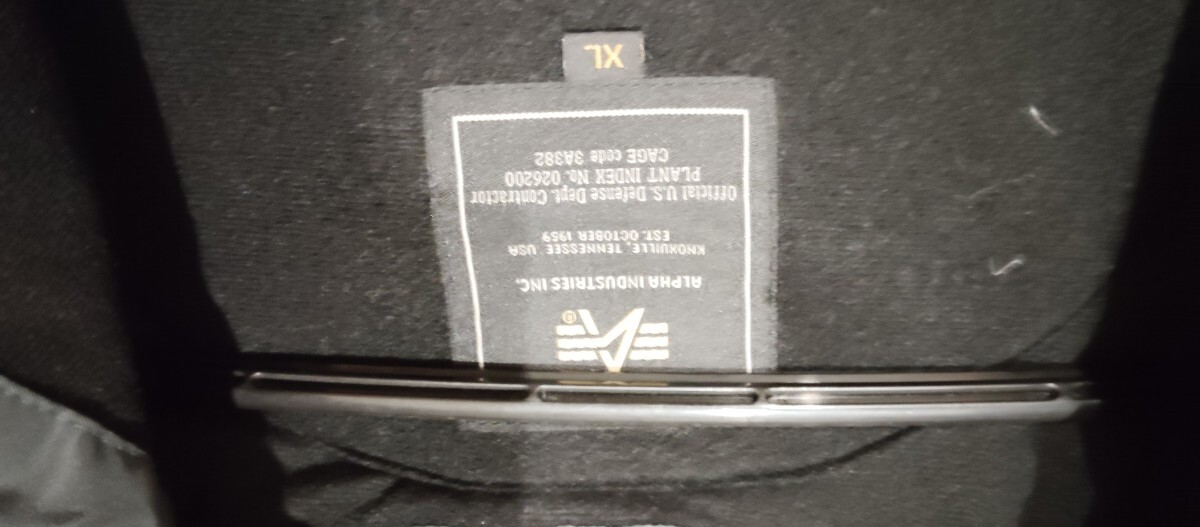 ®
ALPHA INDUSTRIES INC.
KNOXVILLE, TENNESSEE USA
EST. OCTOBER 1959
Official U.S. Defense Dept. Contractor
PLANT INDEX No. 026200
CAGE code 3A382
XL